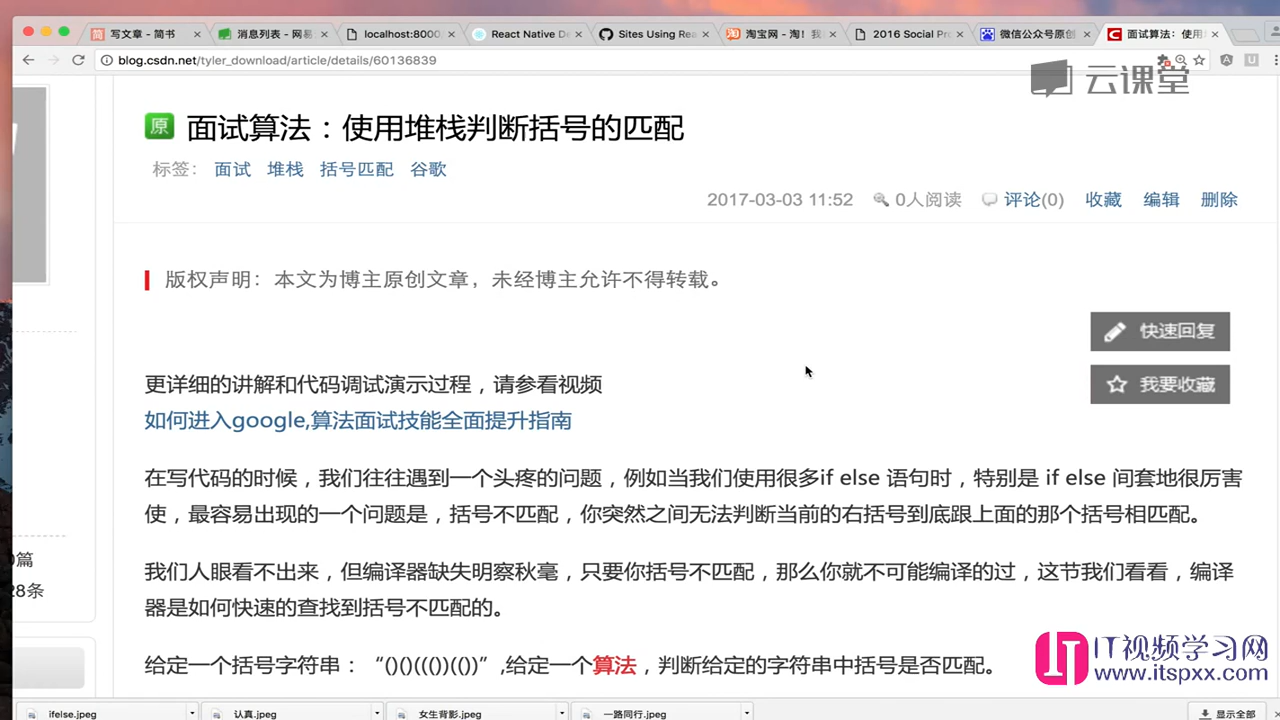 写文章 - 简书
消息列表 - 网易
localhost:8000
React Native De
Sites Using Rea
淘宝网 - 淘！我
2016 Social Pr
微信公众号原创
面试算法：使用
blog.csdn.net/tyler_download/article/details/60136839
云课堂
原 面试算法：使用堆栈判断括号的匹配
标签： 面试 堆栈 括号匹配 谷歌
2017-03-03 11:52 0人阅读 评论(0) 收藏 编辑 删除
版权声明：本文为博主原创文章，未经博主允许不得转载。
快速回复
我要收藏
更详细的讲解和代码调试演示过程，请参看视频
如何进入google,算法面试技能全面提升指南
在写代码的时候，我们往往遇到一个头疼的问题，例如当我们使用很多if else 语句时，特别是 if else 间套地很厉害
使，最容易出现的一个问题是，括号不匹配，你突然之间无法判断当前的右括号到底跟上面的那个括号相匹配。
篇
8条
我们人眼看不出来，但编译器缺失明察秋毫，只要你括号不匹配，那么你就不可能编译的过，这节我们看看，编译
器是如何快速的查找到括号不匹配的。
给定一个括号字符串：“()()((())(())”,给定一个算法，判断给定的字符串中括号是否匹配。
IT IT视频学习网
www.itspxx.com
ifelse.jpeg
认真.jpeg
女生背影.jpeg
一路同行.jpeg
显示全部